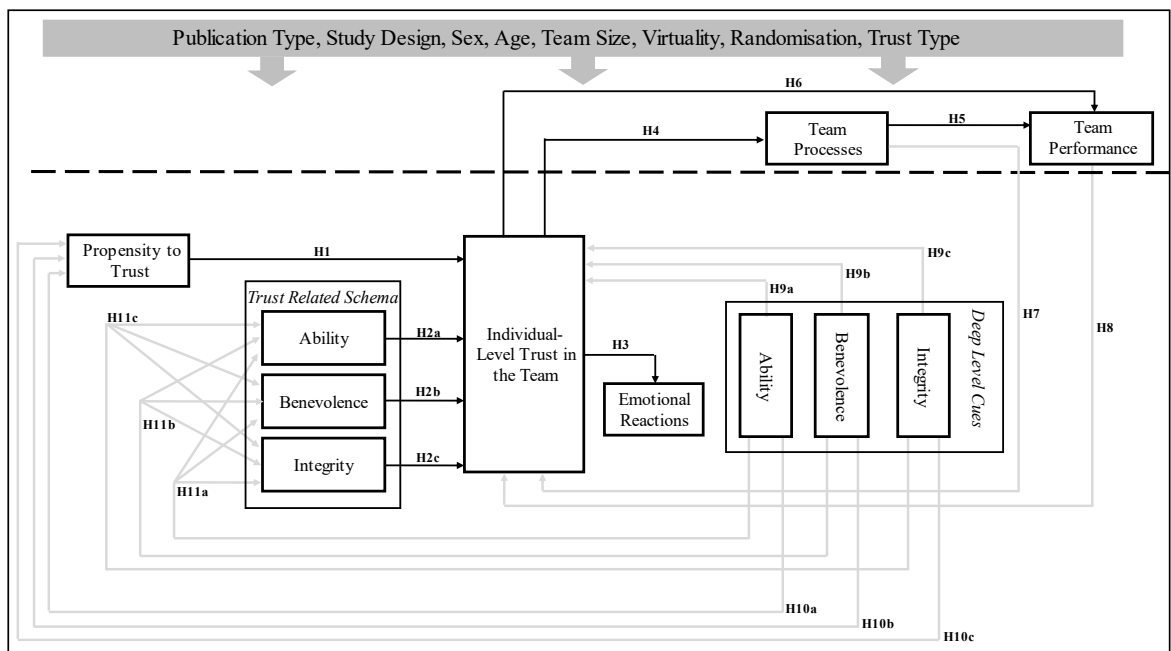 Publication Type, Study Design, Sex, Age, Team Size, Virtuality, Randomisation, Trust Type
H6
H4
Team
Processes
H5
Team
Performance
Propensity to
Trust
H1
Trust Related Schema
H11c
Ability
H2a
Benevolence
H2b
H11b
Integrity
H2c
H11a
Individual-
Level Trust in
the Team
H3
Emotional
Reactions
H9c
H9b
H9a
H7
H8
Ability
Benevolence
Integrity
Deep Level Cues
H10a
H10b
H10c